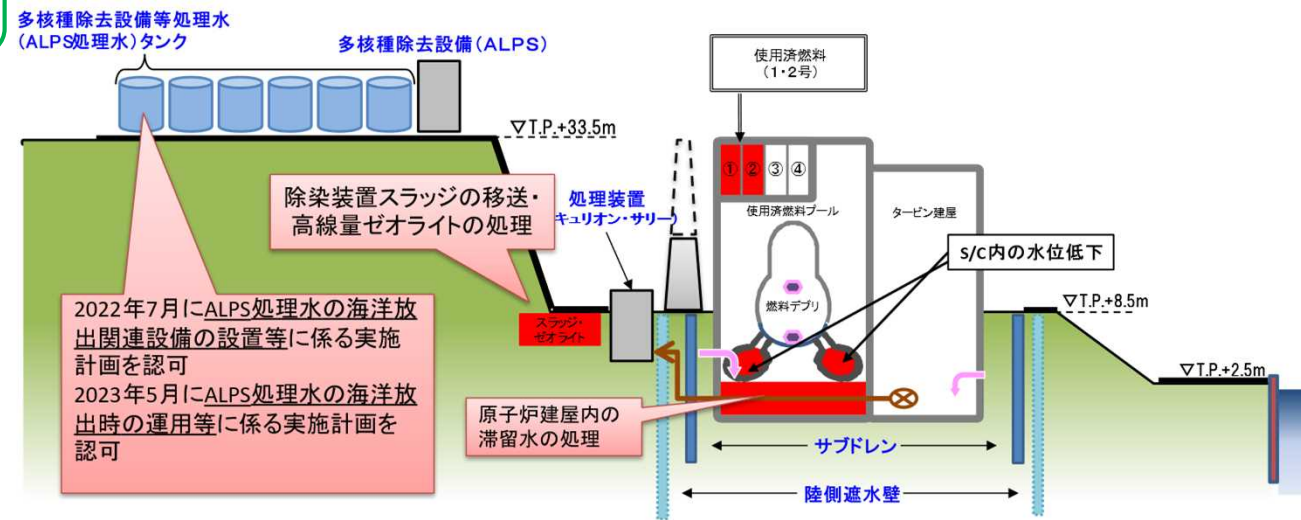 多核種除去設備等処理水
(ALPS処理水)タンク
多核種除去設備(ALPS)
使用済燃料
(1・2号)
▽T.P.+33.5m
除染装置スラッジの移送・
高線量ゼオライトの処理
処理装置
キュリオン・サリー)
① ② ③ ④
使用済燃料プール
タービン建屋
S/C内の水位低下
燃料デブリ
▽T.P.+8.5m
▽T.P.+2.5m
スラッジ・
ゼオライト
2022年7月にALPS処理水の海洋放
出関連設備の設置等に係る実施
計画を認可
2023年5月にALPS処理水の海洋放
出時の運用等に係る実施計画を
認可
原子炉建屋内の
滞留水の処理
サブドレン
陸側遮水壁